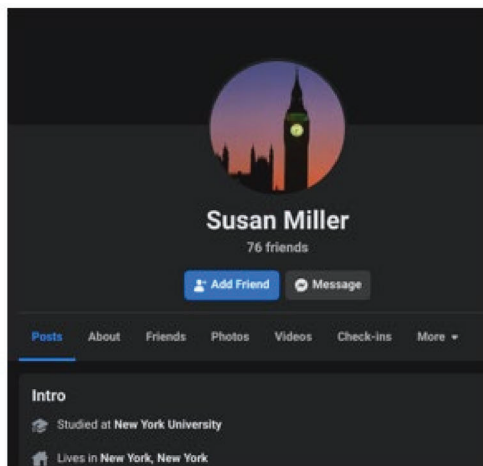 Susan Miller
76 friends
Add Friend Message
Posts About Friends Photos Videos Check-ins More
Intro
Studied at New York University
Lives in New York, New York